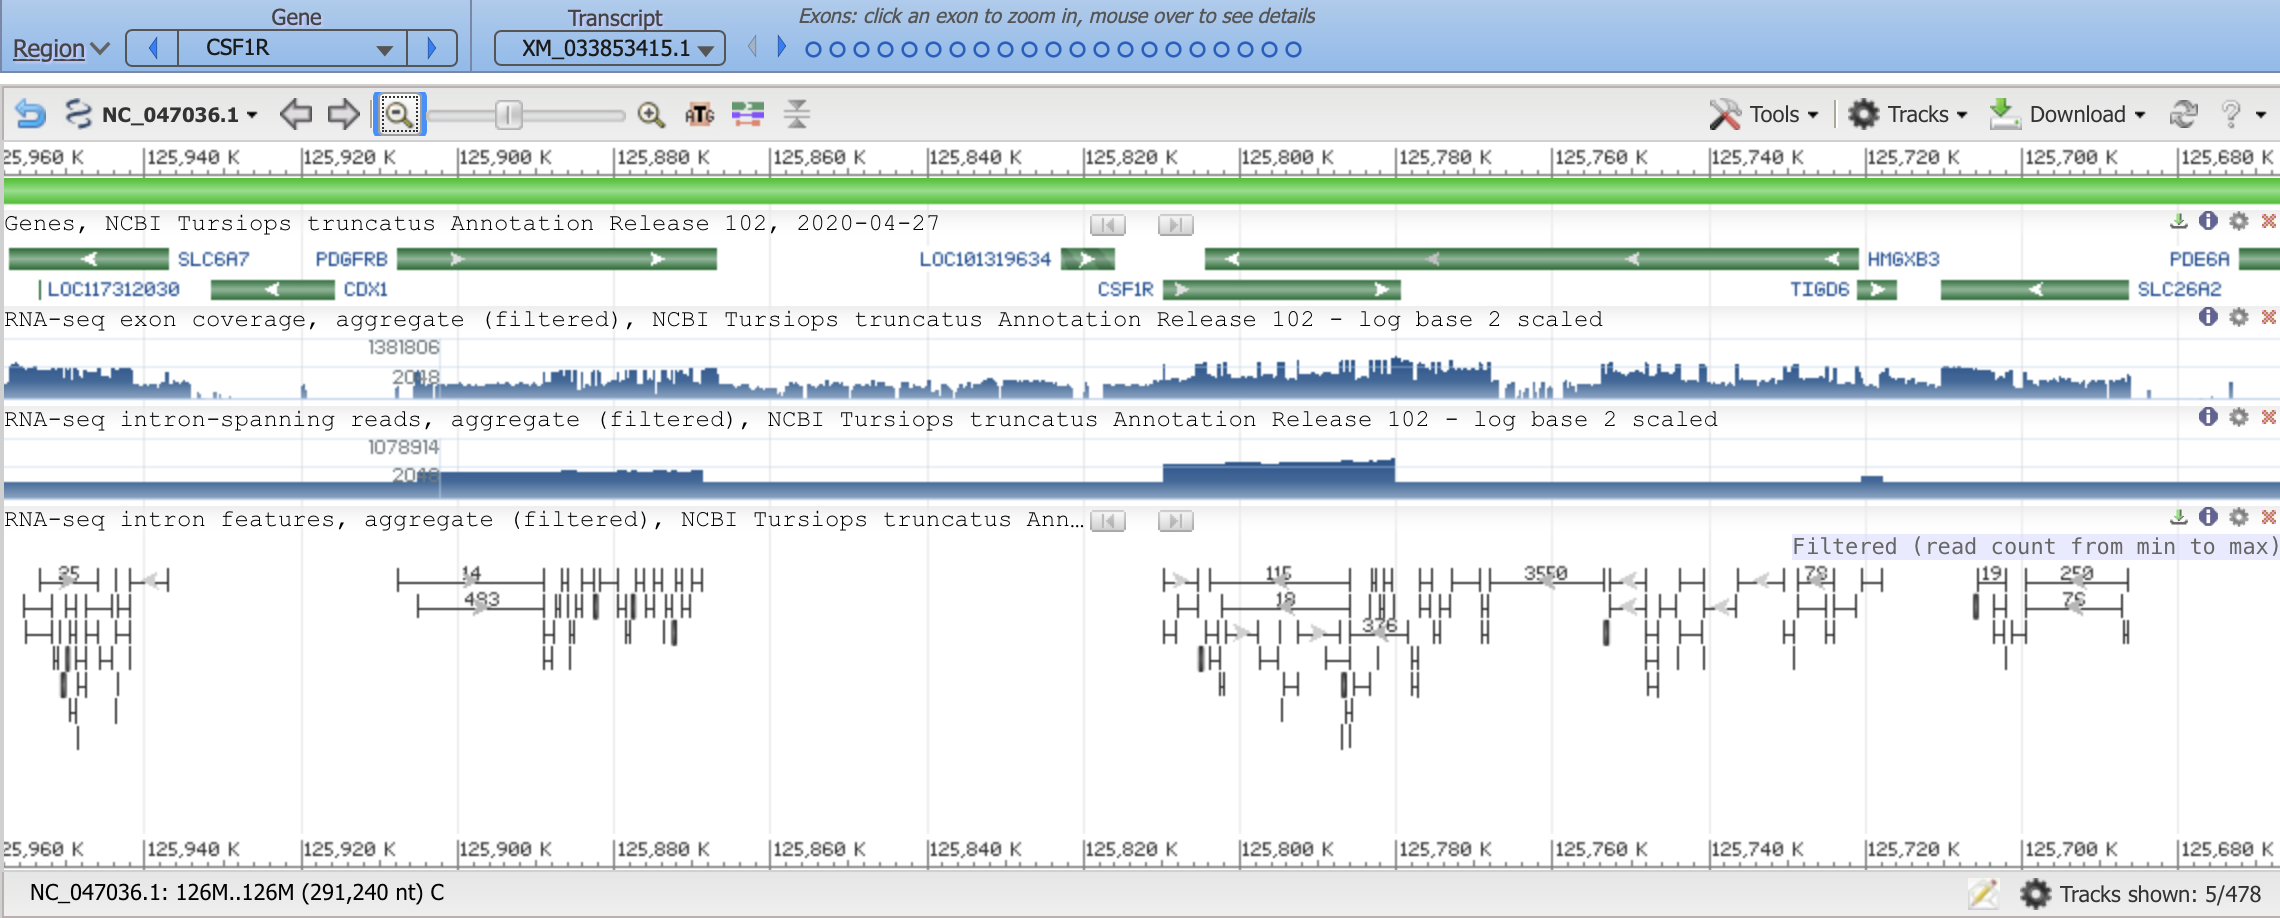 Gene Transcript Exons: click an exon to zoom in, mouse over to see details
Region CSF1R XM_033853415.1
NC_047036.1 ATG Tools Tracks Download ?
25,960 K 125,940 K 125,920 K 125,900 K 125,880 K 125,860 K 125,840 K 125,820 K 125,800 K 125,780 K 125,760 K 125,740 K 125,720 K 125,700 K 125,680 K
Genes, NCBI Tursiops truncatus Annotation Release 102, 2020-04-27
SLC6A7 PDGFRB LOC101319634 HMGXB3 PDE6A
LOC117312030 CDX1 CSF1R TIGD6 SLC26A2
RNA-seq exon coverage, aggregate (filtered), NCBI Tursiops truncatus Annotation Release 102 - log base 2 scaled
1381806
2048
RNA-seq intron-spanning reads, aggregate (filtered), NCBI Tursiops truncatus Annotation Release 102 - log base 2 scaled
1078914
2048
RNA-seq intron features, aggregate (filtered), NCBI Tursiops truncatus Ann...
Filtered (read count from min to max)
14 115 3550 19 250
493 18 76
376
25,960 K 125,940 K 125,920 K 125,900 K 125,880 K 125,860 K 125,840 K 125,820 K 125,800 K 125,780 K 125,760 K 125,740 K 125,720 K 125,700 K 125,680 K
NC_047036.1: 126M..126M (291,240 nt) C Tracks shown: 5/478